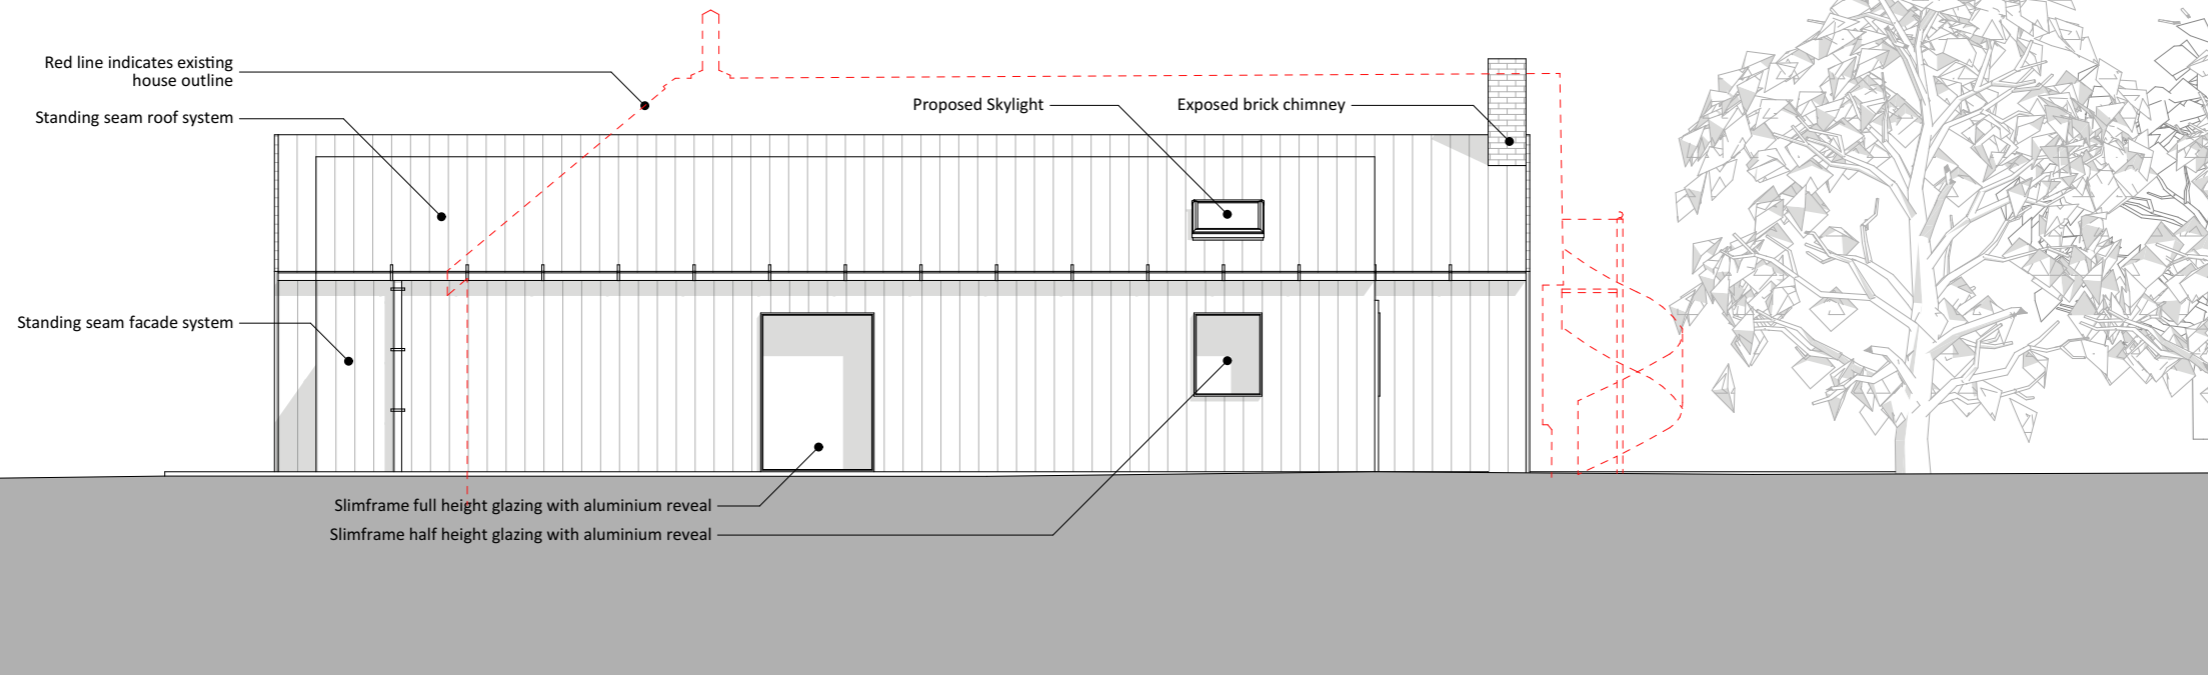 Red line indicates existing
house outline
Standing seam roof system
Proposed Skylight
Exposed brick chimney
Standing seam facade system
Slimframe full height glazing with aluminium reveal
Slimframe half height glazing with aluminium reveal